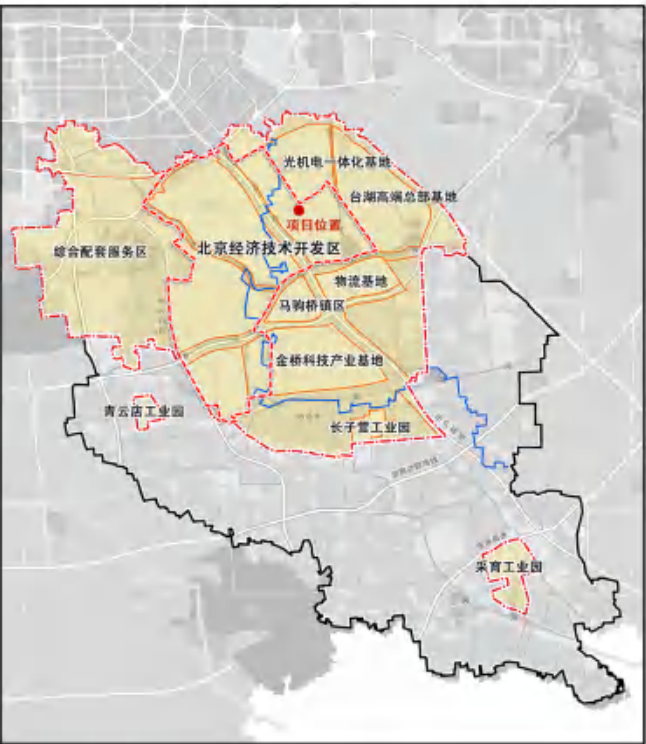 光机电一体化基地
台湖高端总部基地
项目位置
北京经济技术开发区
综合配套服务区
物流基地
马驹桥镇区
金桥科技产业基地
青云店工业园
长子营工业园
采育工业园